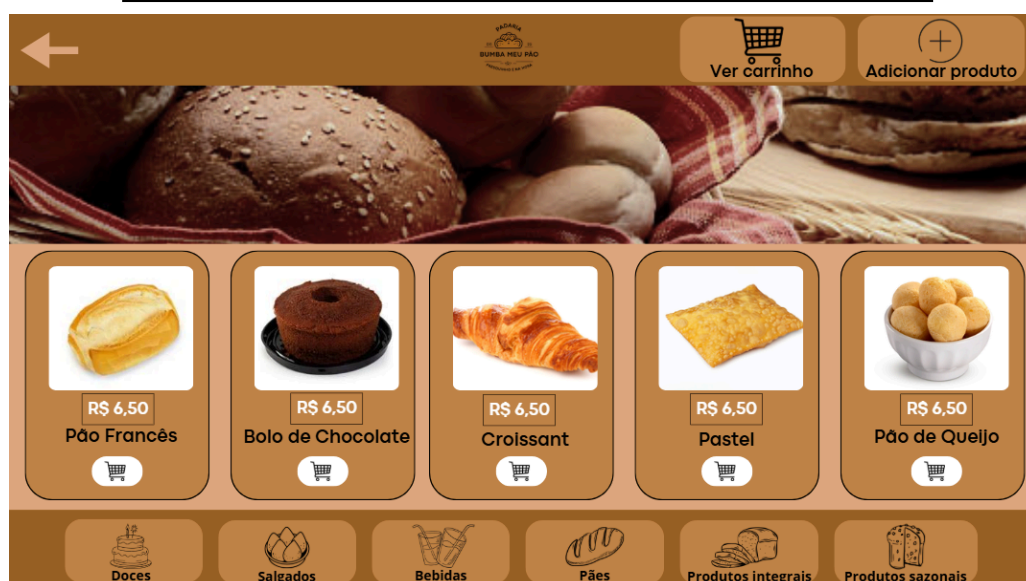 PADARIA
BUMBA MEU PÃO
Ver carrinho
Adicionar produto
R$ 6,50
Pão Francês
R$ 6,50
Bolo de Chocolate
R$ 6,50
Croissant
R$ 6,50
Pastel
R$ 6,50
Pão de Queijo
Doces
Salgados
Bebidas
Pães
Produtos integrais
Produtos sazonais